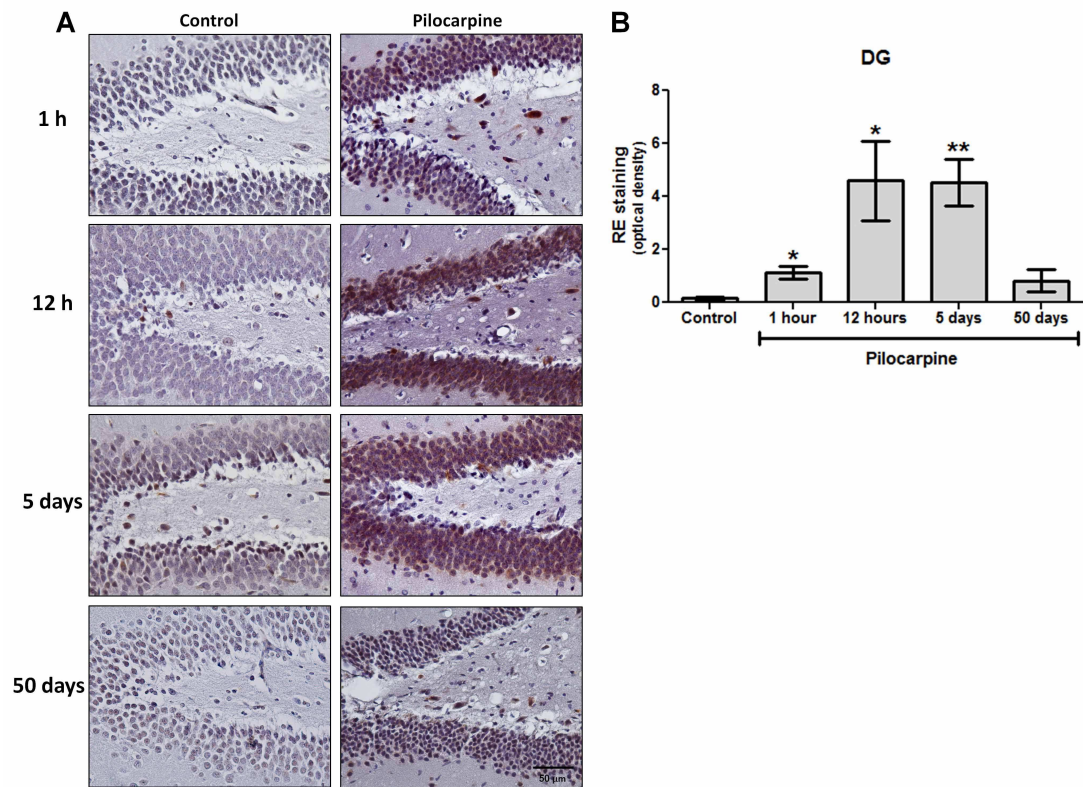 A
Control
Pilocarpine
1 h
12 h
5 days
50 days
50 µm
B
DG
RE staining
(optical density)
8
6
4
2
0
*
*
**
Control
1 hour
12 hours
5 days
50 days
Pilocarpine